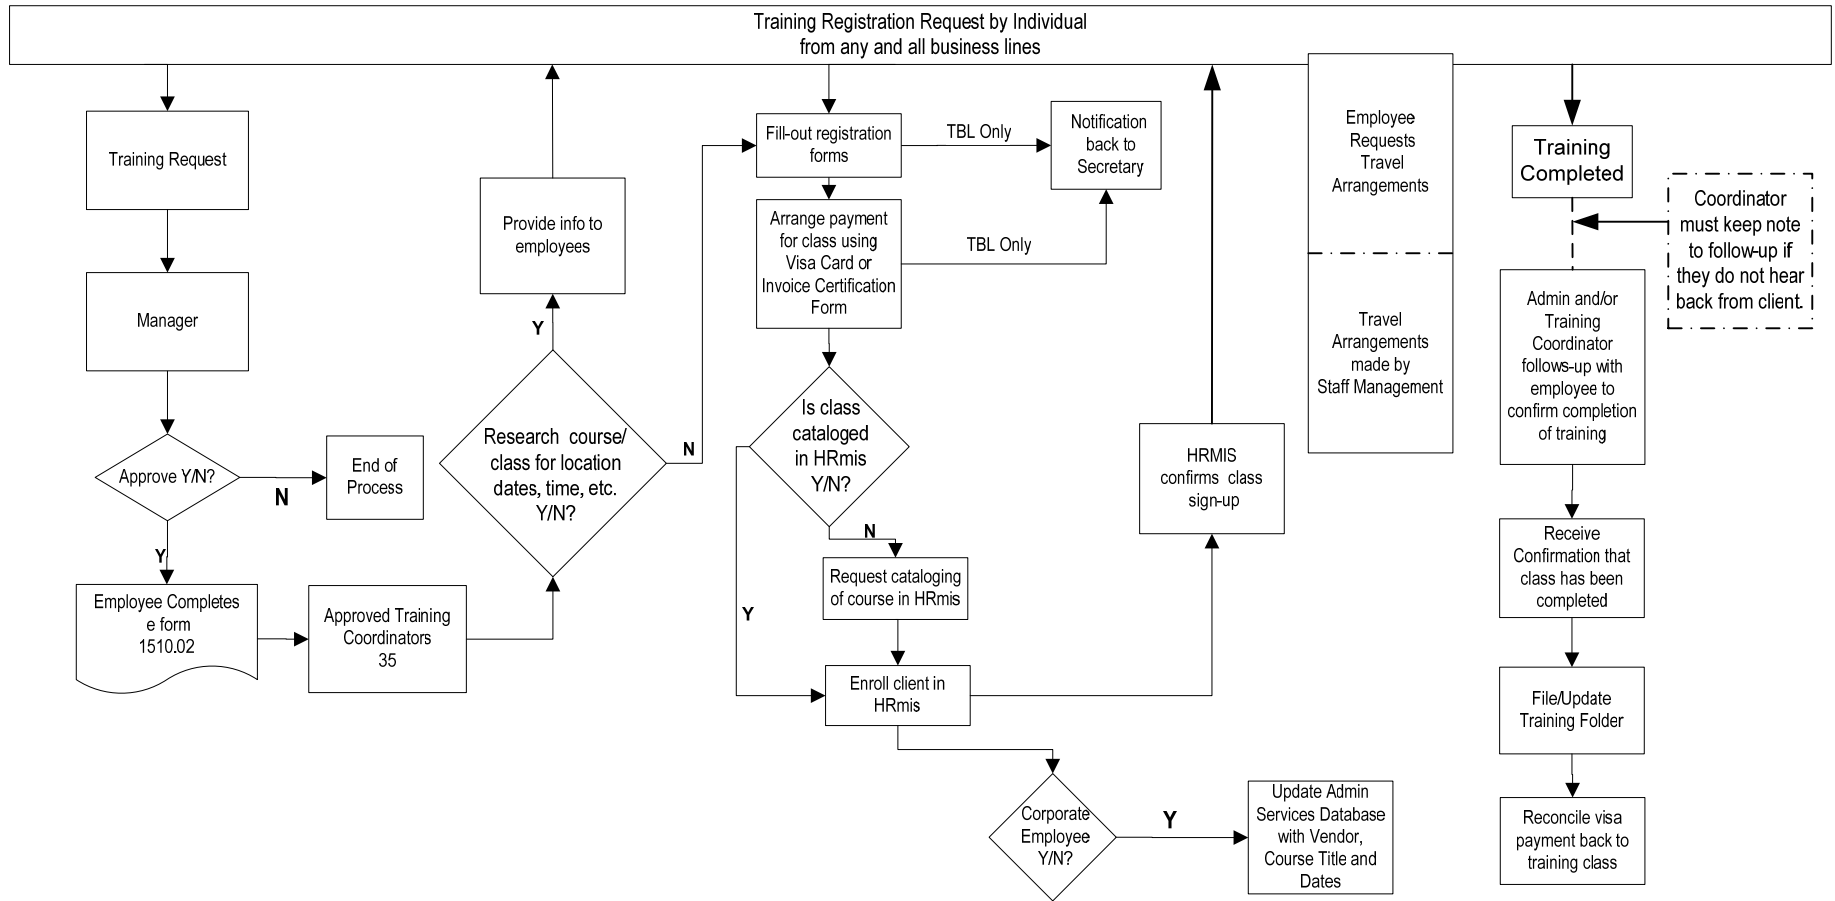 Training Registration Request by Individual
from any and all business lines
Training Request
Manager
Approve Y/N?
N
End of
Process
Y
Employee Completes
e form
1510.02
Approved Training
Coordinators
35
Research course/
class for location
dates, time, etc.
Y/N?
Y
Provide info to
employees
N
Fill-out registration
forms
TBL Only
Notification
back to
Secretary
Arrange payment
for class using
Visa Card or
Invoice Certification
Form
TBL Only
Is class
cataloged
in HRmis
Y/N?
N
Request cataloging
of course in HRmis
Y
Enroll client in
HRmis
HRMIS
confirms class
sign-up
Corporate
Employee
Y/N?
Y
Update Admin
Services Database
with Vendor,
Course Title and
Dates
Employee
Requests
Travel
Arrangements
Travel
Arrangements
made by
Staff Management
Training
Completed
Coordinator
must keep note
to follow-up if
they do not hear
back from client.
Admin and/or
Training
Coordinator
follows-up with
employee to
confirm completion
of training
Receive
Confirmation that
class has been
completed
File/Update
Training Folder
Reconcile visa
payment back to
training class